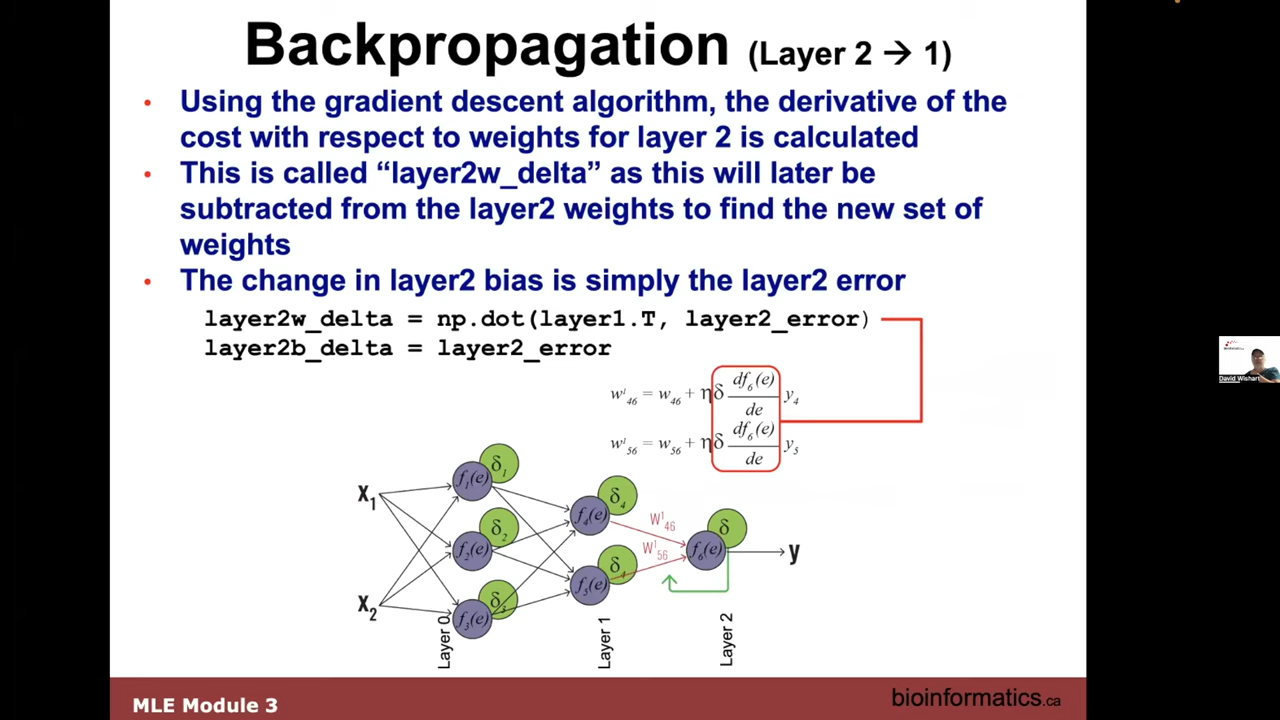 Backpropagation (Layer 2 → 1)
• Using the gradient descent algorithm, the derivative of the
cost with respect to weights for layer 2 is calculated
• This is called “layer2w_delta” as this will later be
subtracted from the layer2 weights to find the new set of
weights
• The change in layer2 bias is simply the layer2 error
layer2w_delta = np.dot(layer1.T, layer2_error)
layer2b_delta = layer2_error
w'₄₆ = w₄₆ + ηδ df₆(e)/de y₄
w'₅₆ = w₅₆ + ηδ df₆(e)/de y₅
X₁
X₂
f₁(e) δ₁
f₂(e) δ₂
f₃(e) δ₃
f₄(e) δ₄
f₅(e) δ₄
W¹₄₆
W¹₅₆
f₆(e) δ
y
Layer 0
Layer 1
Layer 2
MLE Module 3
bioinformatics.ca
David Wishart